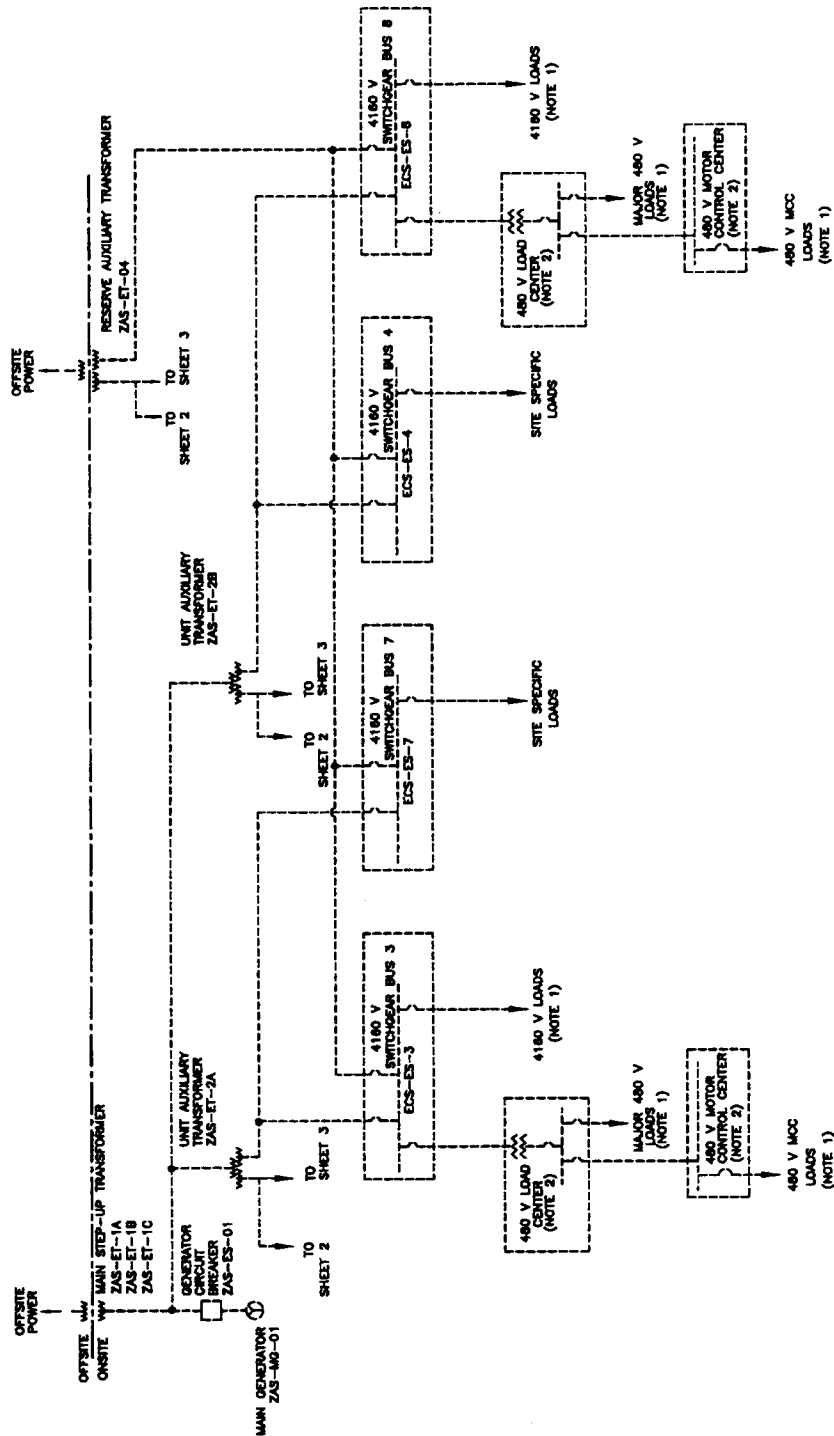 OFFSITE
POWER
OFFSITE
ONSITE
MAIN STEP-UP TRANSFORMER
ZAS-ET-1A
ZAS-ET-1B
ZAS-ET-1C
GENERATOR
CIRCUIT
BREAKER
ZAS-ES-01
MAIN GENERATOR
ZAS-MG-01
UNIT AUXILIARY
TRANSFORMER
ZAS-ET-2A
TO
SHEET 2
TO
SHEET 3
UNIT AUXILIARY
TRANSFORMER
ZAS-ET-2B
TO
SHEET 2
TO
SHEET 3
OFFSITE
POWER
RESERVE AUXILIARY TRANSFORMER
ZAS-ET-04
TO
SHEET 2
TO
SHEET 3
4160 V
SWITCHGEAR BUS 3
ECS-ES-3
4160 V LOADS
(NOTE 1)
480 V LOAD
CENTER
(NOTE 2)
MAJOR 480 V
LOADS
(NOTE 1)
480 V MOTOR
CONTROL CENTER
(NOTE 2)
480 V MCC
LOADS
(NOTE 1)
4160 V
SWITCHGEAR BUS 7
ECS-ES-7
SITE SPECIFIC
LOADS
4160 V
SWITCHGEAR BUS 4
ECS-ES-4
SITE SPECIFIC
LOADS
4160 V
SWITCHGEAR BUS 8
ECS-ES-8
4160 V LOADS
(NOTE 1)
480 V LOAD
CENTER
(NOTE 2)
MAJOR 480 V
LOADS
(NOTE 1)
480 V MOTOR
CONTROL CENTER
(NOTE 2)
480 V MCC
LOADS
(NOTE 1)